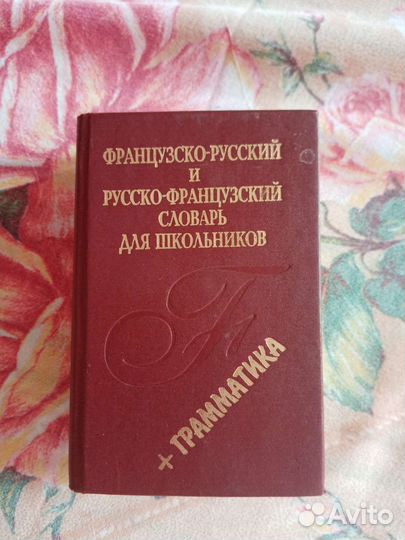 ФРАНЦУЗСКО-РУССКИЙ
И
РУССКО-ФРАНЦУЗСКИЙ
СЛОВАРЬ
ДЛЯ ШКОЛЬНИКОВ
+ ГРАММАТИКА
Avito